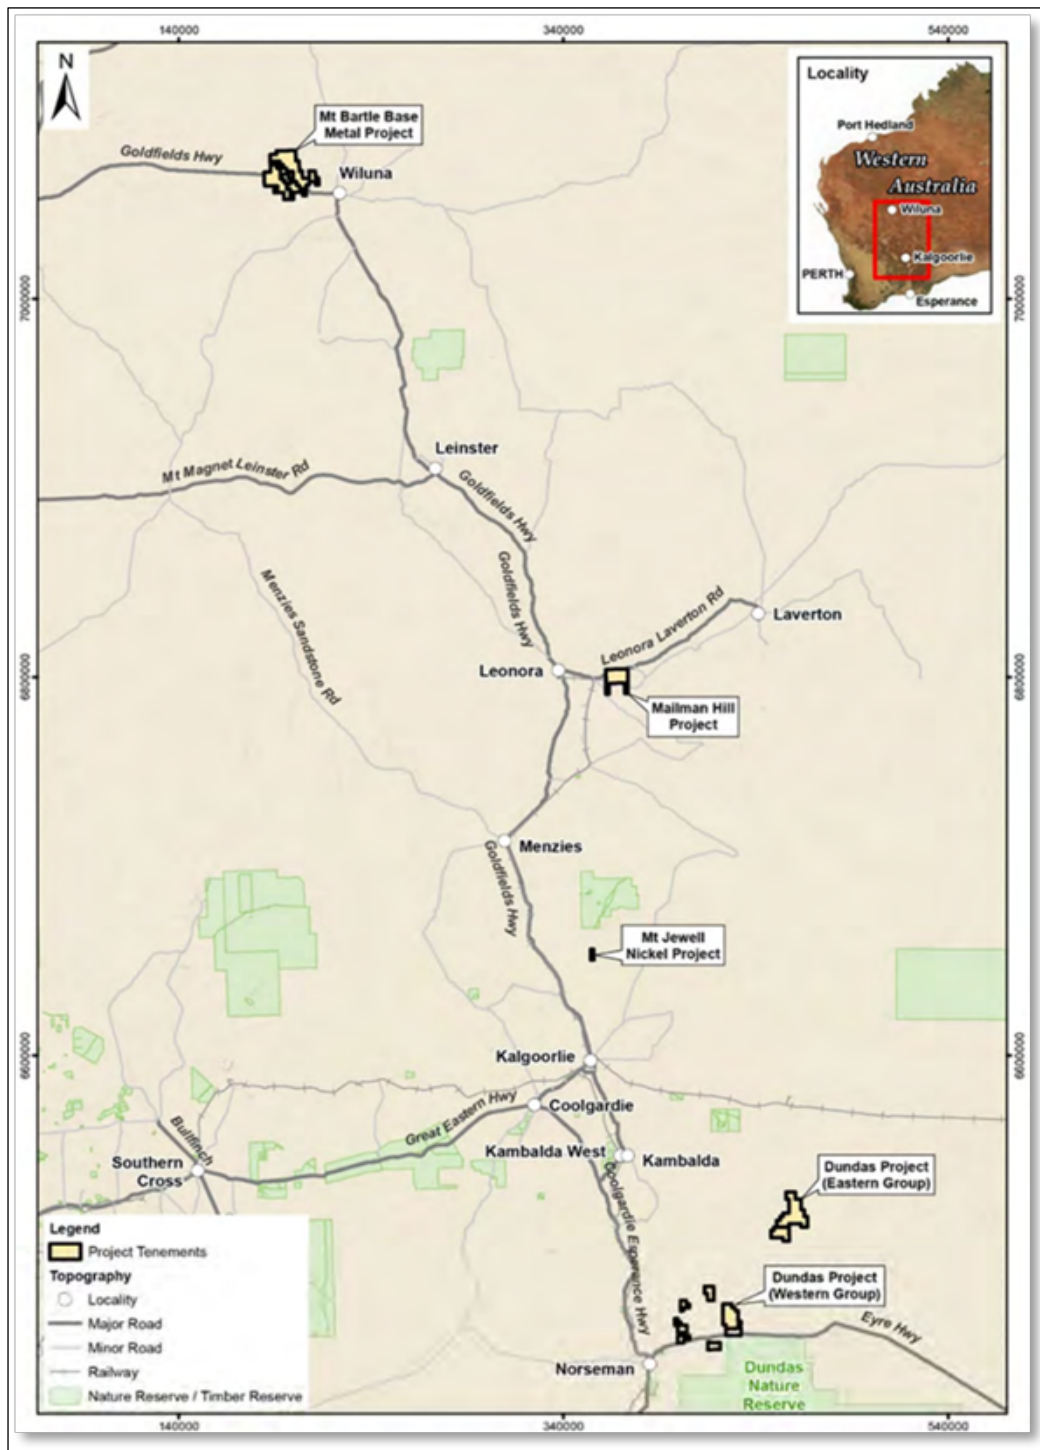 140000
340000
540000
N
Locality
Port Hedland
Western
Australia
Wiluna
Kalgoorlie
PERTH
Esperance
Mt Bartle Base
Metal Project
Goldfields Hwy
Wiluna
7000000
7000000
Leinster
Mt Magnet Leinster Rd
Goldfields Hwy
Goldfields Hwy
Menzies Sandstone Rd
Leonora Laverton Rd
Laverton
Leonora
6800000
6800000
Mailman Hill
Project
Menzies
Goldfields Hwy
Mt Jewell
Nickel Project
Kalgoorlie
6600000
6600000
Coolgardie
Great Eastern Hwy
Bullfinch
Kambalda West
Kambalda
Southern
Cross
Coolgardie Esperance Hwy
Dundas Project
(Eastern Group)
Dundas Project
(Western Group)
Eyre Hwy
Norseman
Dundas
Nature
Reserve
Legend
Project Tenements
Topography
Locality
Major Road
Minor Road
Railway
Nature Reserve / Timber Reserve
140000
340000
540000